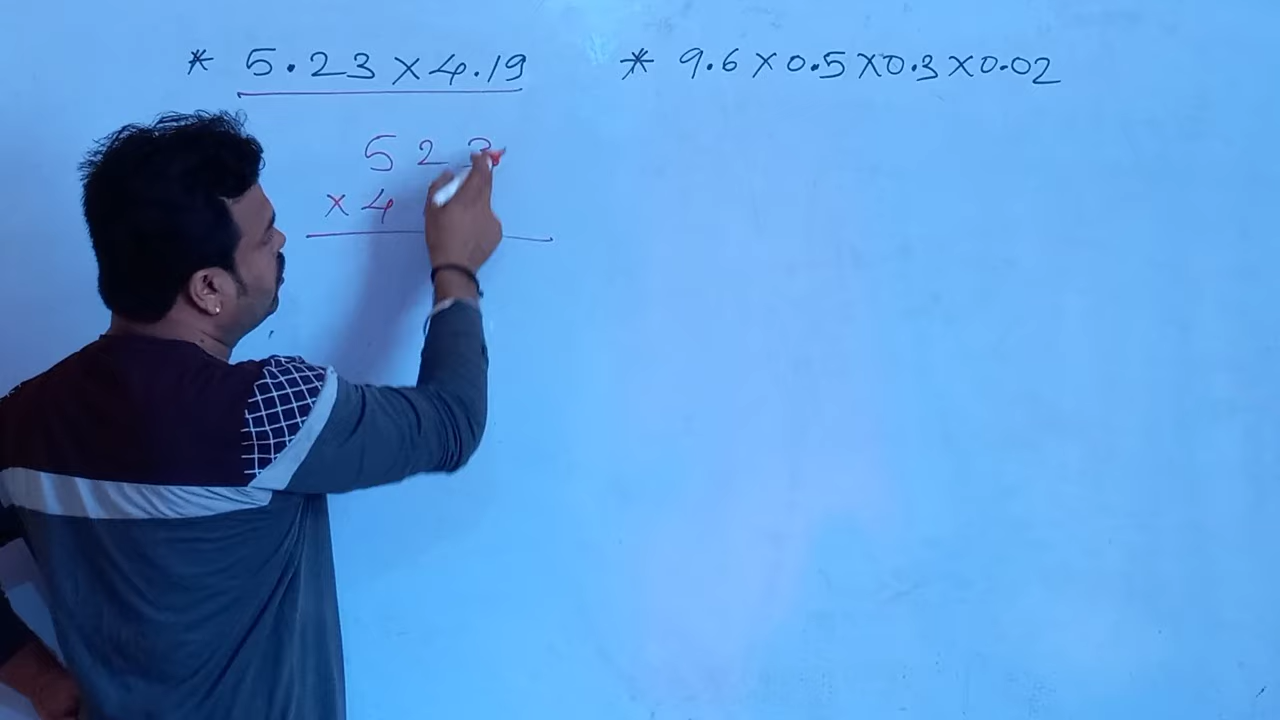 * 5.23 × 4.19
* 9.6 × 0.5 × 0.3 × 0.02
5 2 3
× 4